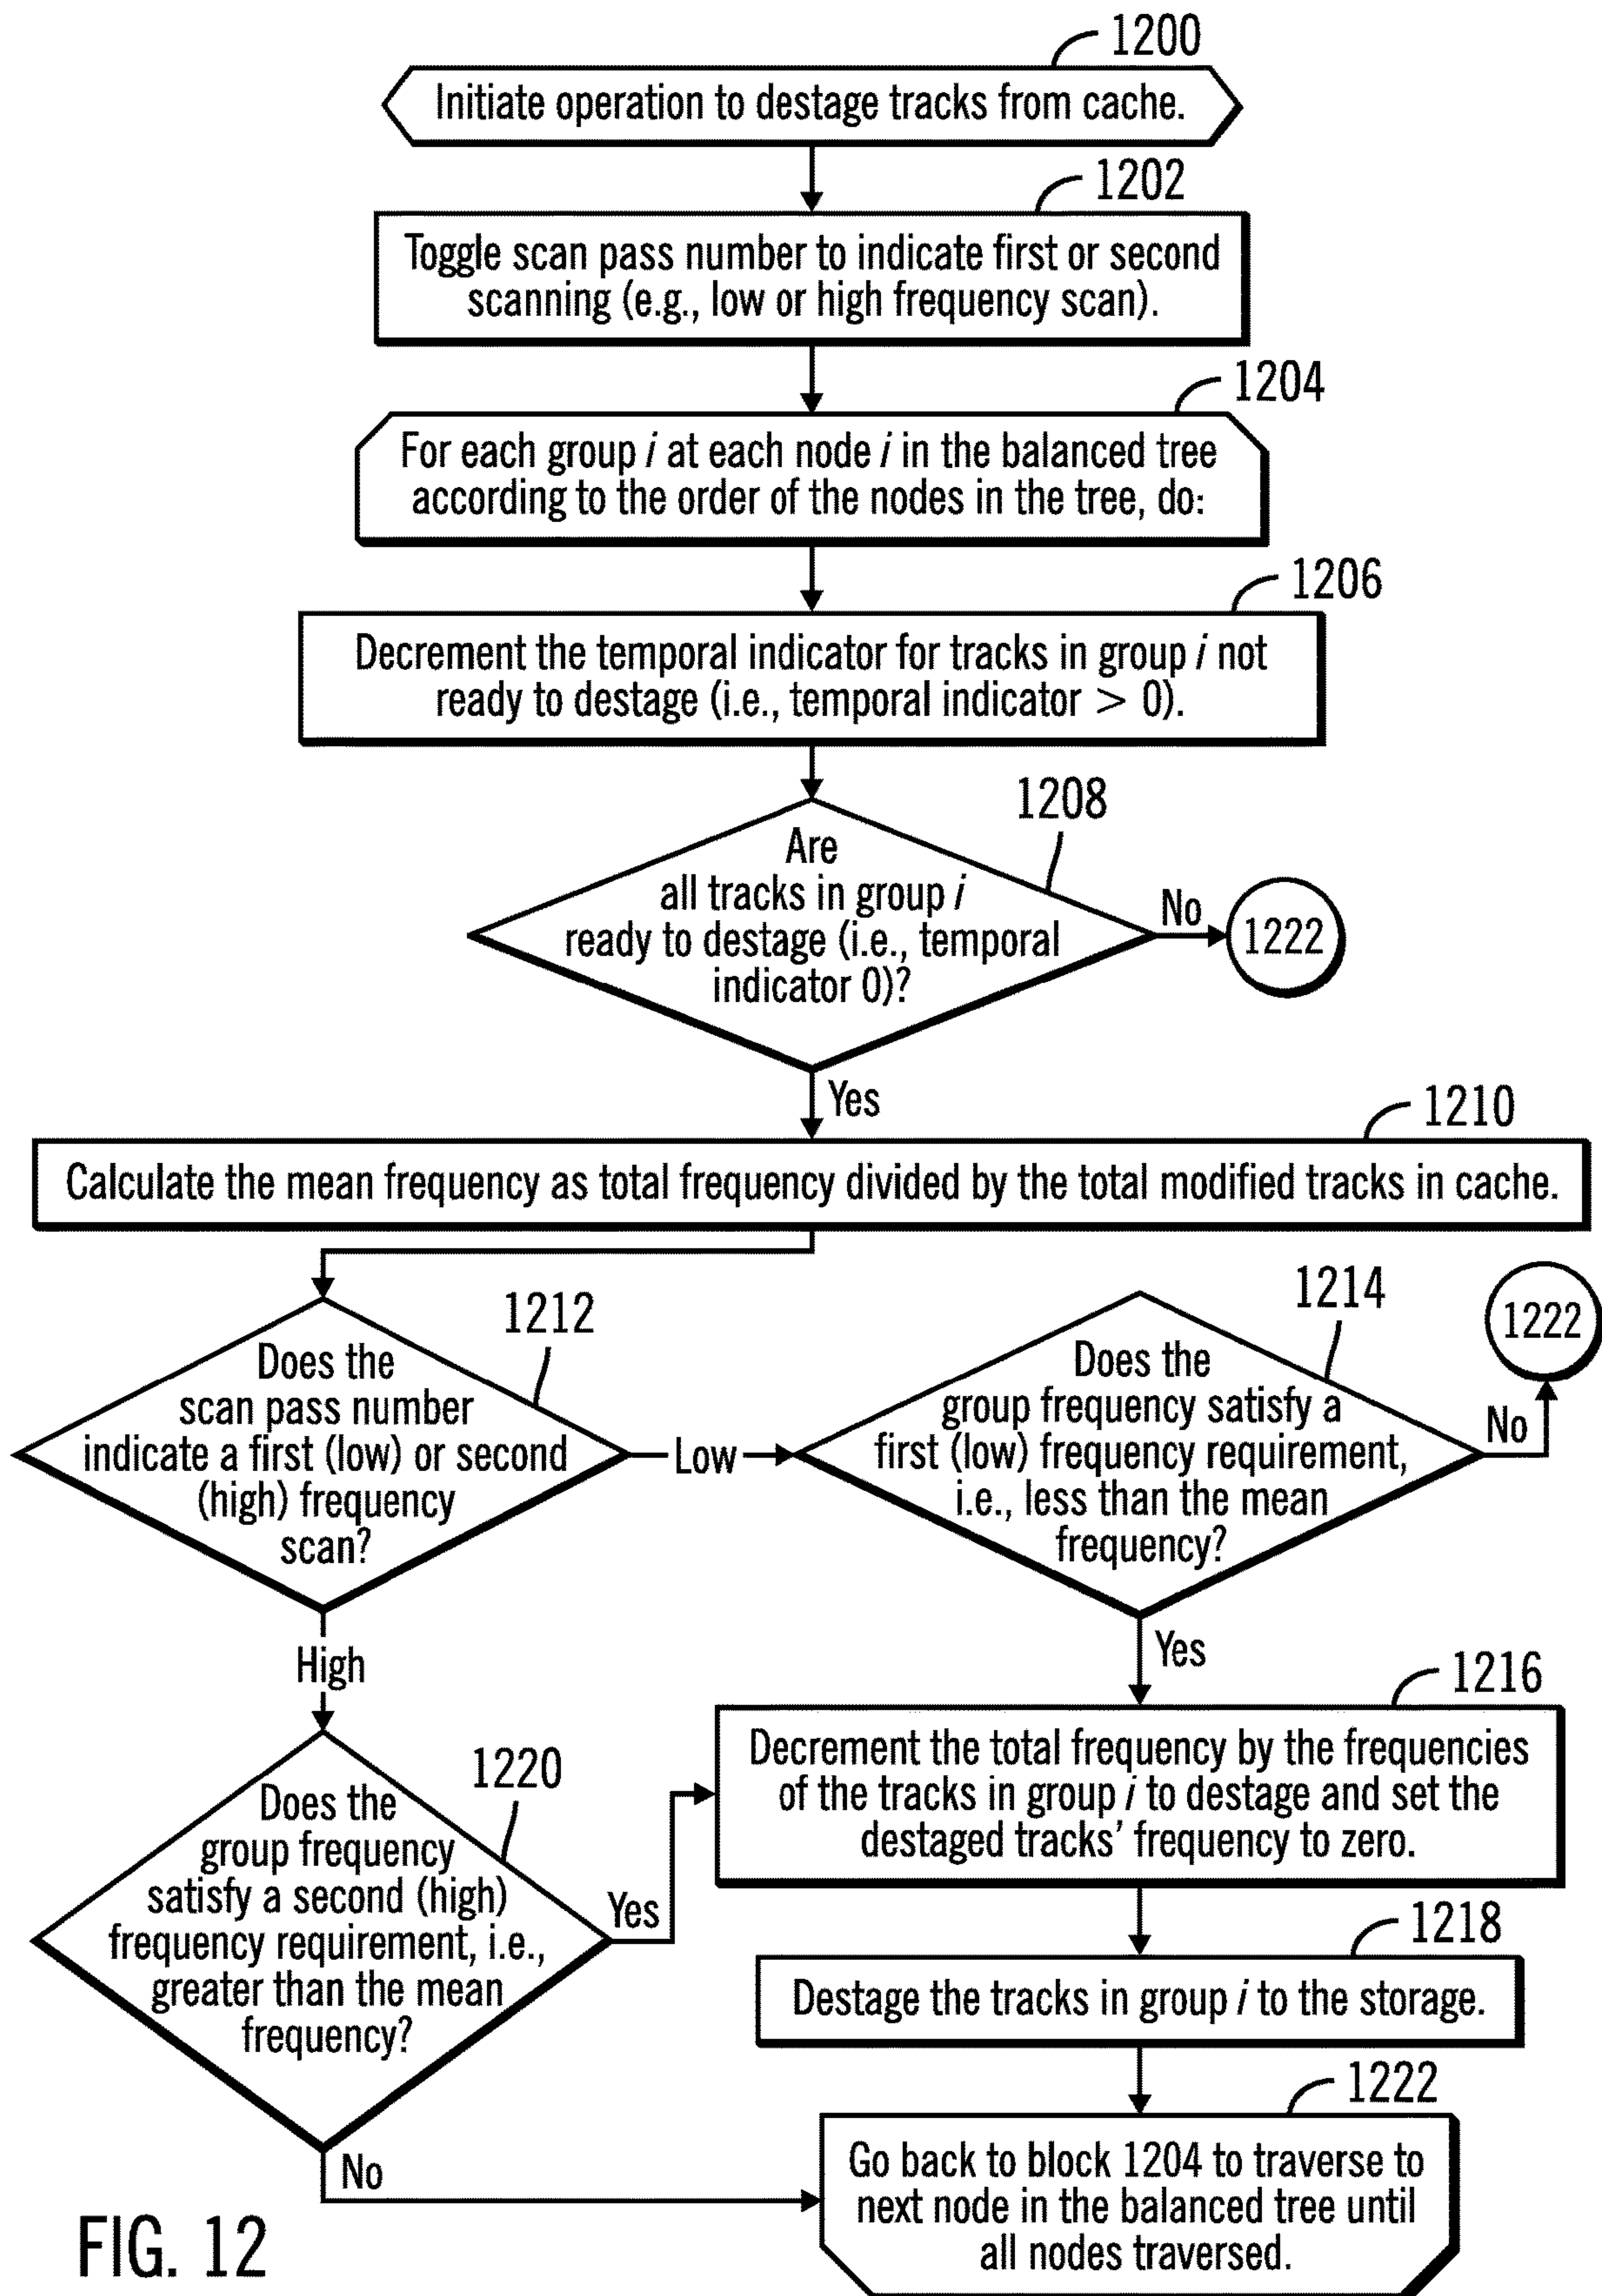 1200
Initiate operation to destage tracks from cache.
1202
Toggle scan pass number to indicate first or second
scanning (e.g., low or high frequency scan).
1204
For each group i at each node i in the balanced tree
according to the order of the nodes in the tree, do:
1206
Decrement the temporal indicator for tracks in group i not
ready to destage (i.e., temporal indicator > 0).
1208
Are
all tracks in group i
ready to destage (i.e., temporal
indicator 0)?
No
1222
Yes
1210
Calculate the mean frequency as total frequency divided by the total modified tracks in cache.
1212
Does the
scan pass number
indicate a first (low) or second
(high) frequency
scan?
Low
1214
Does the
group frequency satisfy a
first (low) frequency requirement,
i.e., less than the mean
frequency?
No
1222
High
Yes
1216
Decrement the total frequency by the frequencies
of the tracks in group i to destage and set the
destaged tracks’ frequency to zero.
1220
Does the
group frequency
satisfy a second (high)
frequency requirement, i.e.,
greater than the mean
frequency?
Yes
1218
Destage the tracks in group i to the storage.
No
1222
Go back to block 1204 to traverse to
next node in the balanced tree until
all nodes traversed.
FIG. 12